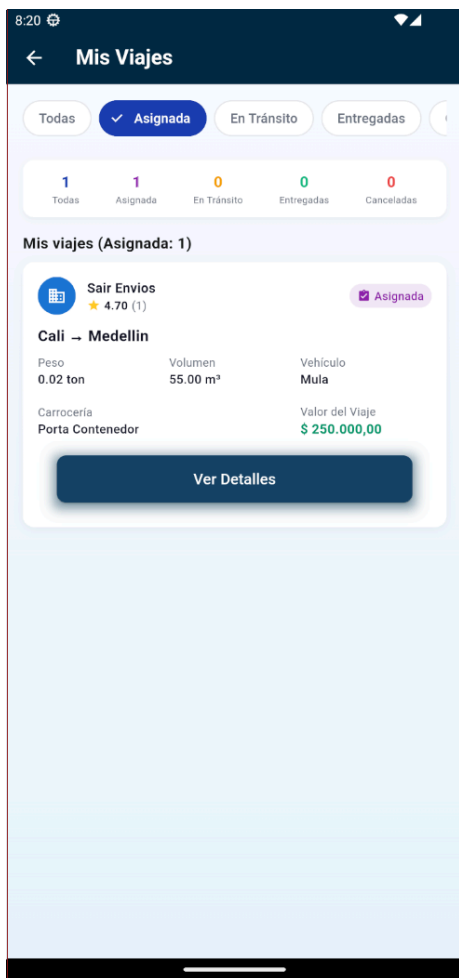 8:20
Mis Viajes
Todas
Asignada
En Tránsito
Entregadas
1 1 0 0 0
Todas Asignada En Tránsito Entregadas Canceladas
Mis viajes (Asignada: 1)
Sair Envios
4.70 (1)
Asignada
Cali → Medellin
Peso Volumen Vehículo
0.02 ton 55.00 m³ Mula
Carrocería Valor del Viaje
Porta Contenedor $ 250.000,00
Ver Detalles